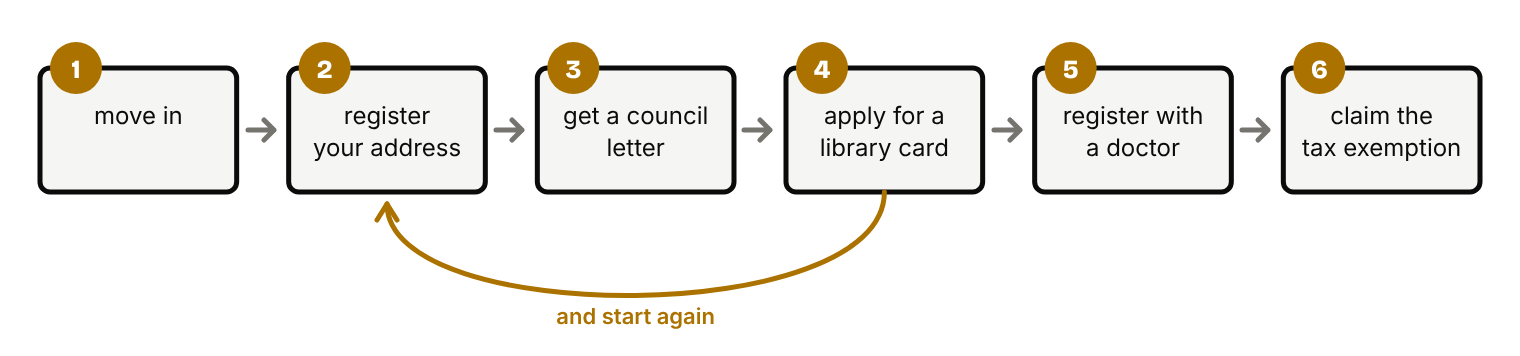 1
move in
2
register
your address
3
get a council
letter
4
apply for a
library card
5
register with
a doctor
6
claim the
tax exemption
and start again